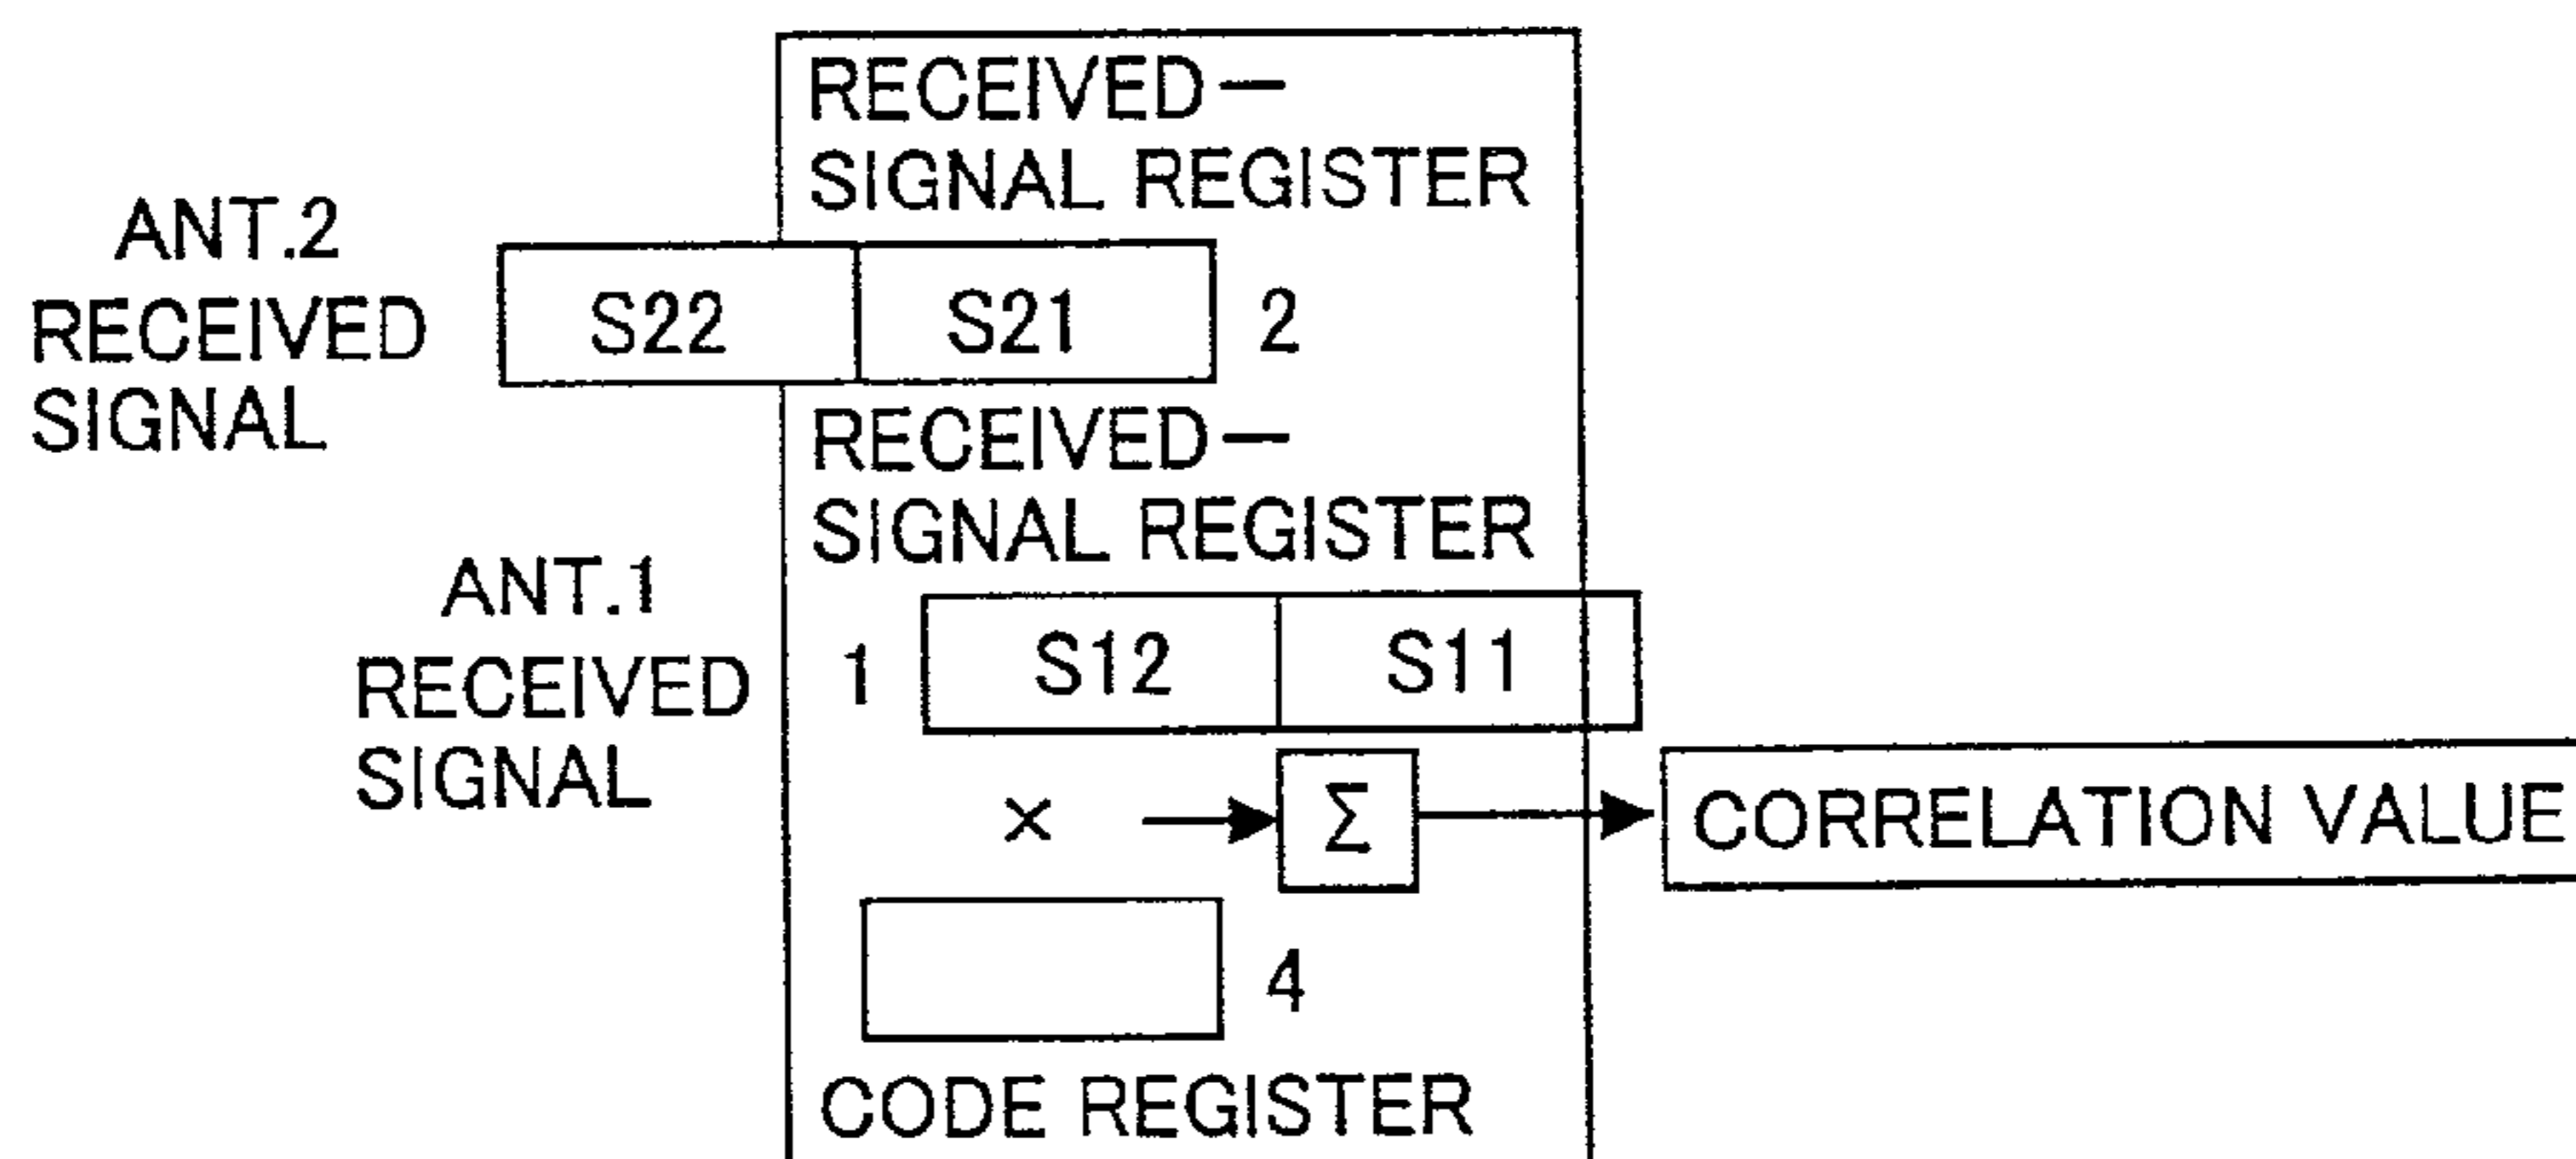 RECEIVED—
SIGNAL REGISTER
ANT.2
RECEIVED
SIGNAL
S22 S21 2
RECEIVED—
SIGNAL REGISTER
ANT.1
RECEIVED
SIGNAL
1 S12 S11
× Σ CORRELATION VALUE
4
CODE REGISTER